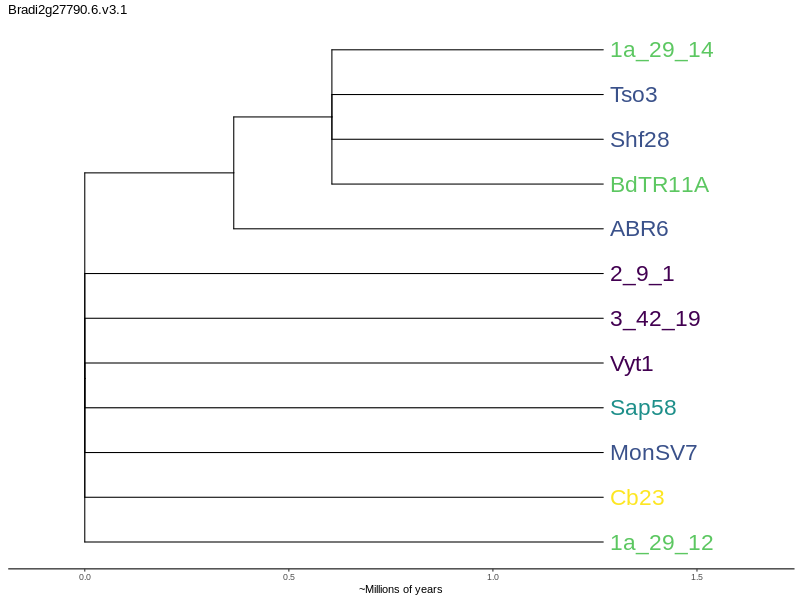 Bradi2g27790.6.v3.1
1a_29_14
Tso3
Shf28
BdTR11A
ABR6
2_9_1
3_42_19
Vyt1
Sap58
MonSV7
Cb23
1a_29_12
0.0 0.5 1.0 1.5
~Millions of years